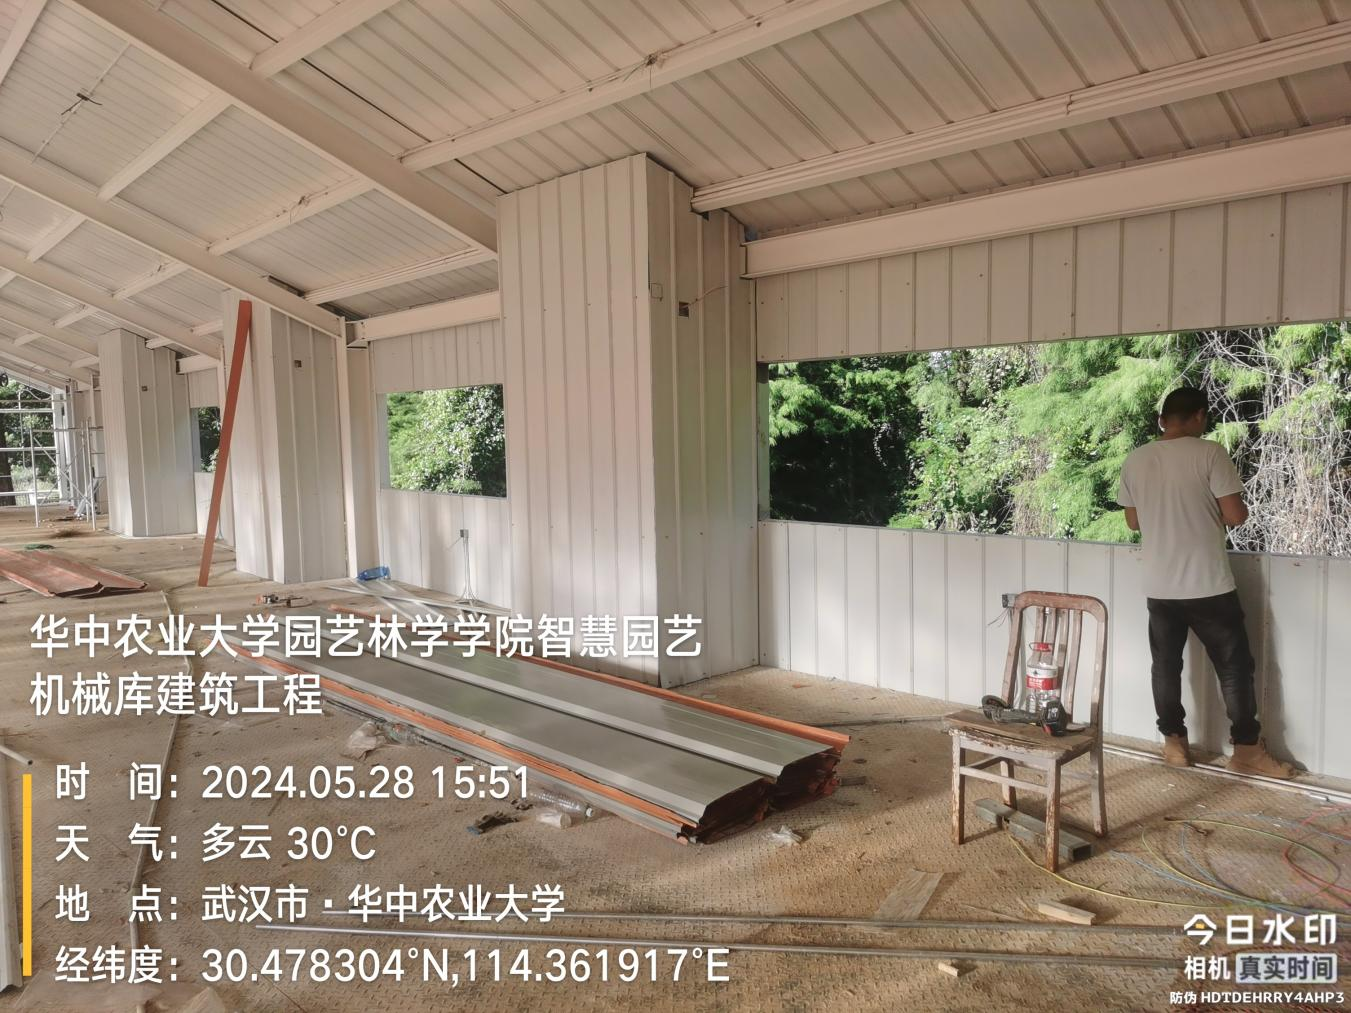 华中农业大学园艺林学学院智慧园艺
机械库建筑工程
时 间：2024.05.28 15:51
天 气：多云 30°C
地 点：武汉市·华中农业大学
经纬度：30.478304°N,114.361917°E
今日水印
相机 真实时间
防伪 HDTDEHRRY4AHP3